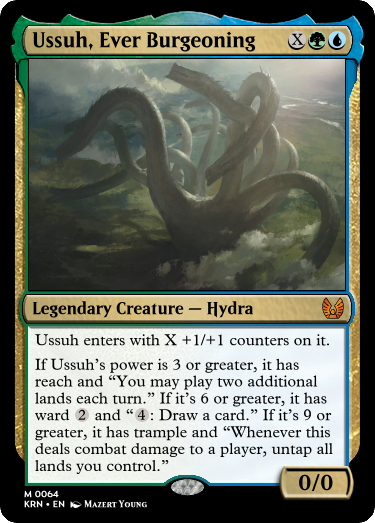 Ussuh, Ever Burgeoning X
Legendary Creature — Hydra
Ussuh enters with X +1/+1 counters on it.
If Ussuh's power is 3 or greater, it has
reach and “You may play two additional
lands each turn.” If it's 6 or greater, it has
ward 2 and “4: Draw a card.” If it's 9 or
greater, it has trample and “Whenever this
deals combat damage to a player, untap all
lands you control.”
0/0
M 0064
KRN • EN Mazert Young